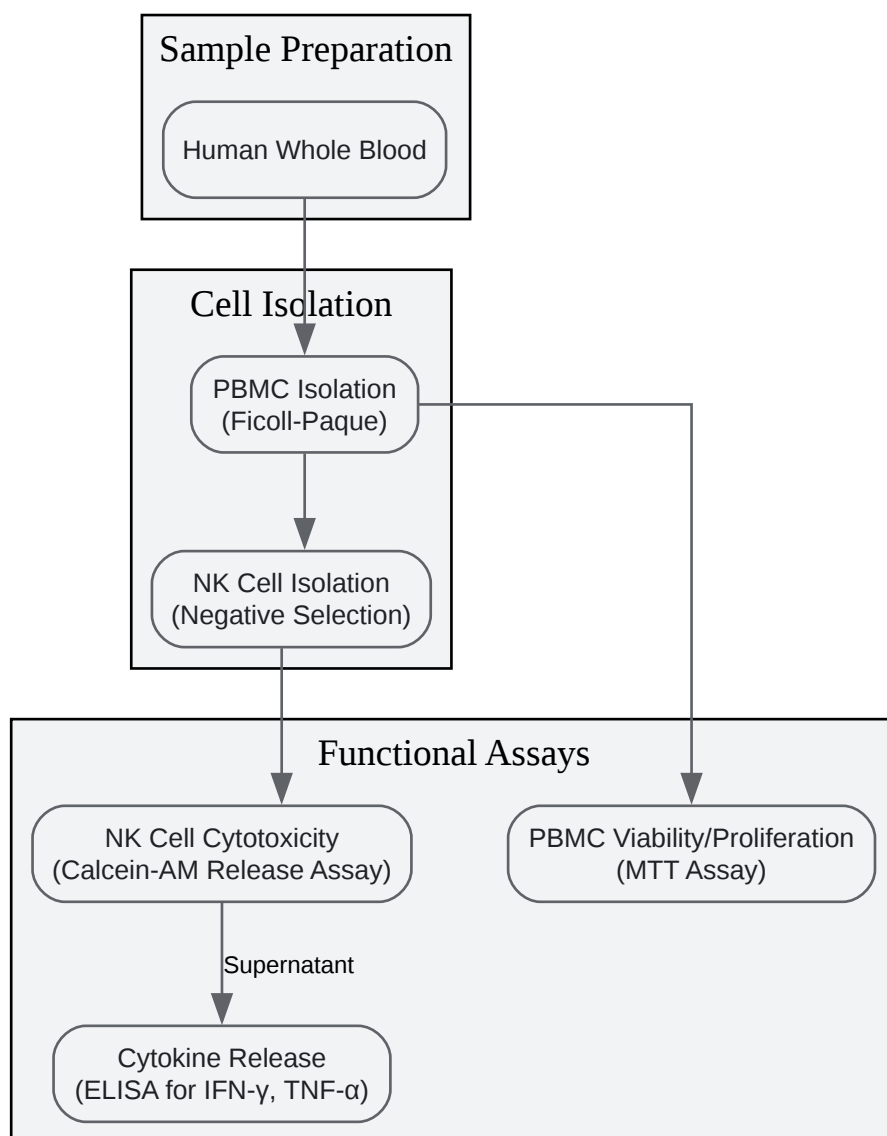 Sample Preparation
Human Whole Blood
Cell Isolation
PBMC Isolation
(Ficoll-Paque)
NK Cell Isolation
(Negative Selection)
Functional Assays
NK Cell Cytotoxicity
(Calcein-AM Release Assay)
PBMC Viability/Proliferation
(MTT Assay)
Supernatant
Cytokine Release
(ELISA for IFN-γ, TNF-α)